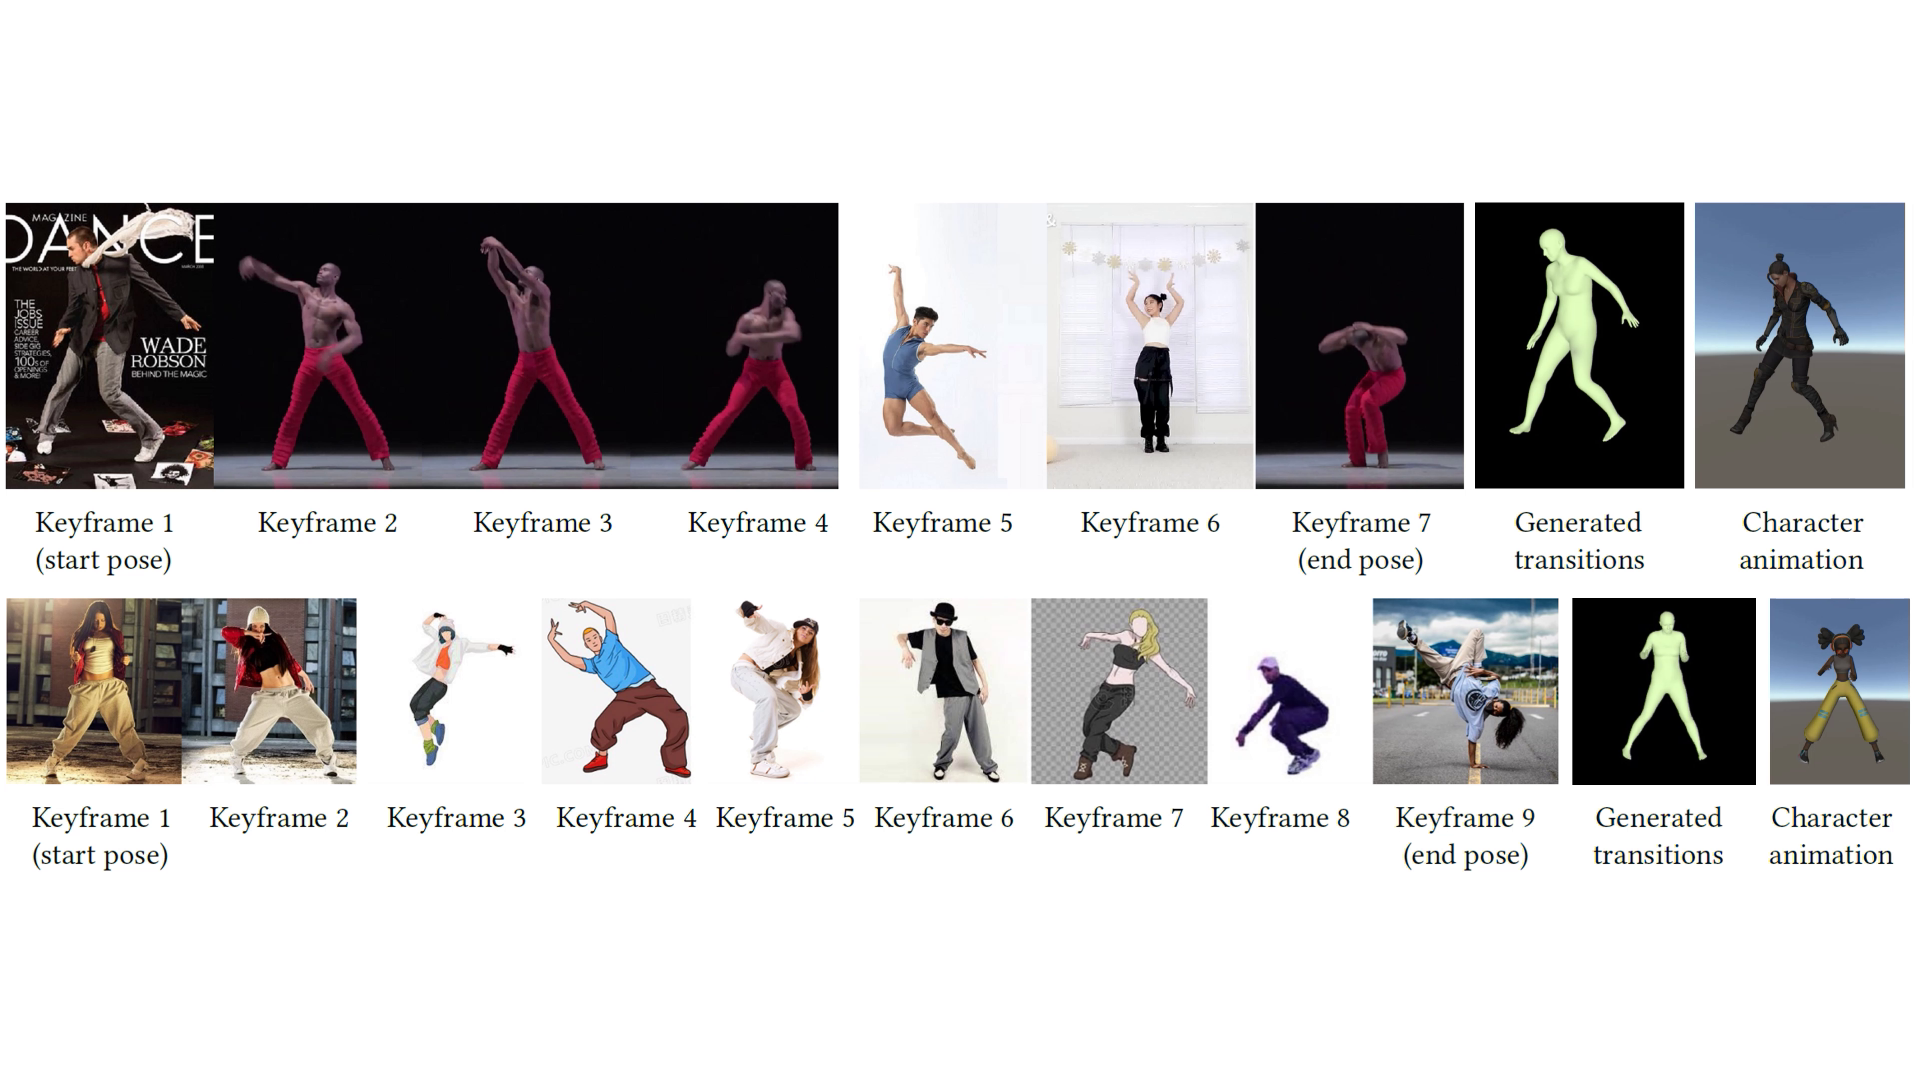 MAGAZINE
DANCE
THE WORLD AT YOUR FEET
THE
JOBS
ISSUE
CAREER
ADVICE,
SIDE GIG
STRATEGIES,
100s OF
OPENINGS
& MORE!
WADE
ROBSON
BEHIND THE MAGIC
Keyframe 1 Keyframe 2 Keyframe 3 Keyframe 4 Keyframe 5 Keyframe 6 Keyframe 7 Generated Character
(start pose) (end pose) transitions animation
Keyframe 1 Keyframe 2 Keyframe 3 Keyframe 4 Keyframe 5 Keyframe 6 Keyframe 7 Keyframe 8 Keyframe 9 Generated Character
(start pose) (end pose) transitions animation